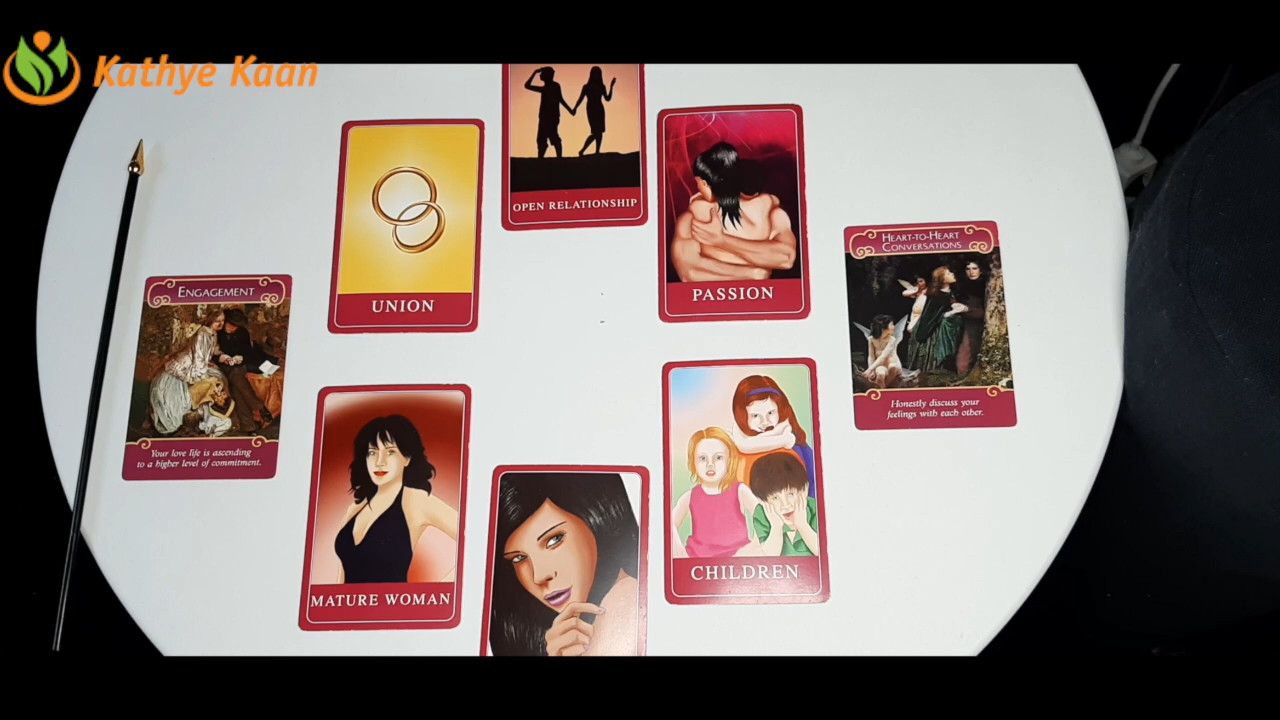 Kathye Kaan
OPEN RELATIONSHIP
UNION
PASSION
HEART-TO-HEART
CONVERSATIONS
Honestly discuss your
feelings with each other.
ENGAGEMENT
Your love life is ascending
to a higher level of commitment.
MATURE WOMAN
CHILDREN